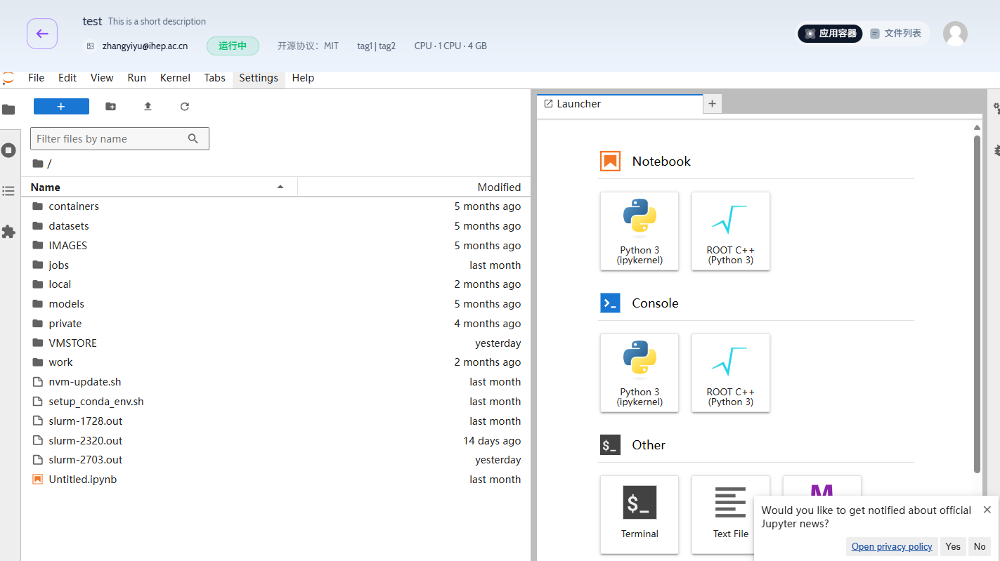 test This is a short description
zhangyiyu@ihep.ac.cn 运行中 开源协议：MIT tag1 | tag2 CPU · 1 CPU · 4 GB
应用容器 文件列表
File Edit View Run Kernel Tabs Settings Help
Filter files by name
/
Name Modified
containers 5 months ago
datasets 5 months ago
IMAGES 5 months ago
jobs last month
local 2 months ago
models 5 months ago
private 4 months ago
VMSTORE yesterday
work 2 months ago
nvm-update.sh last month
setup_conda_env.sh last month
slurm-1728.out last month
slurm-2320.out 14 days ago
slurm-2703.out yesterday
Untitled.ipynb last month
Launcher
Notebook
Python 3
(ipykernel)
ROOT C++
(Python 3)
Console
Python 3
(ipykernel)
ROOT C++
(Python 3)
$_ Other
$_
Terminal
Text File
M
Would you like to get notified about official
Jupyter news?
Open privacy policy Yes No